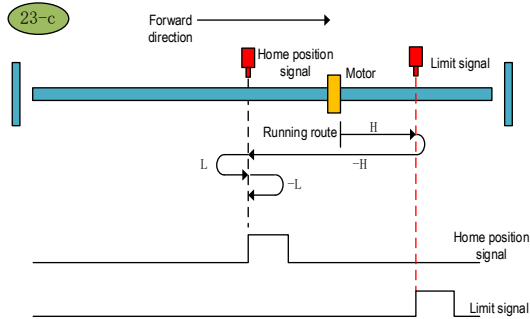 23-c
Forward
direction
Home position
signal
Motor
Limit signal
Running route
H
-H
L
-L
Home position
signal
Limit signal